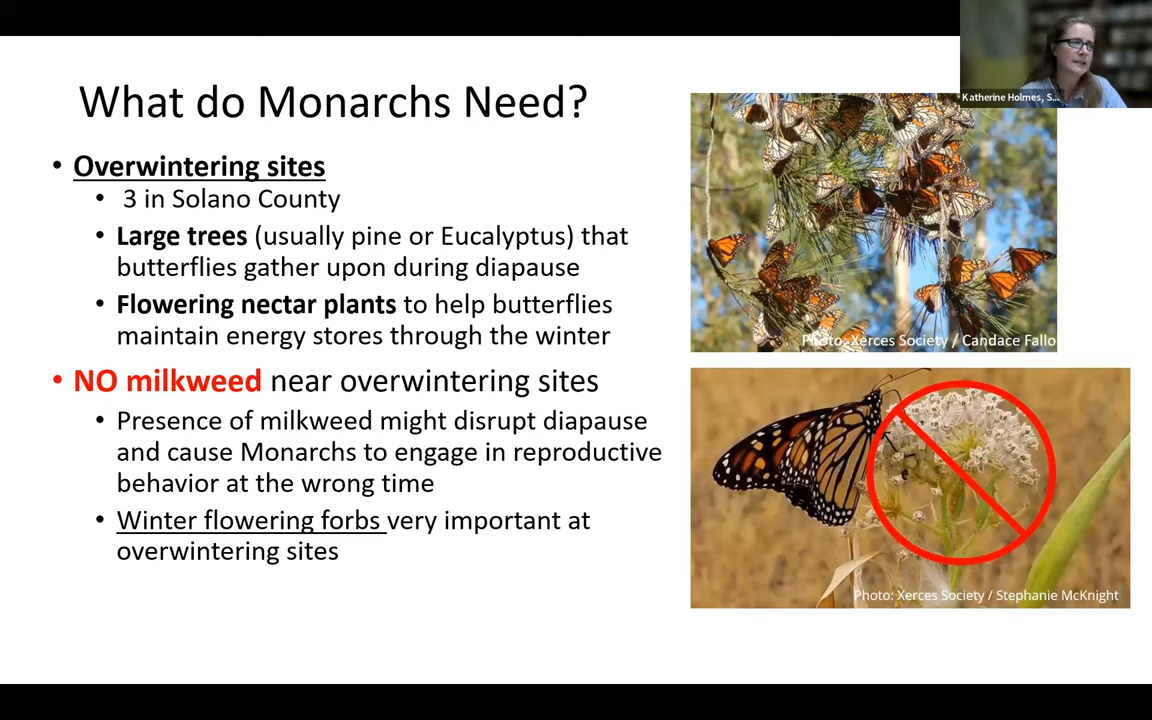 What do Monarchs Need?
• Overwintering sites
• 3 in Solano County
• Large trees (usually pine or Eucalyptus) that
butterflies gather upon during diapause
• Flowering nectar plants to help butterflies
maintain energy stores through the winter
• NO milkweed near overwintering sites
• Presence of milkweed might disrupt diapause
and cause Monarchs to engage in reproductive
behavior at the wrong time
• Winter flowering forbs very important at
overwintering sites
Katherine Holmes, S...
Photo: Xerces Society / Candace Fallo
Photo: Xerces Society / Stephanie McKnight